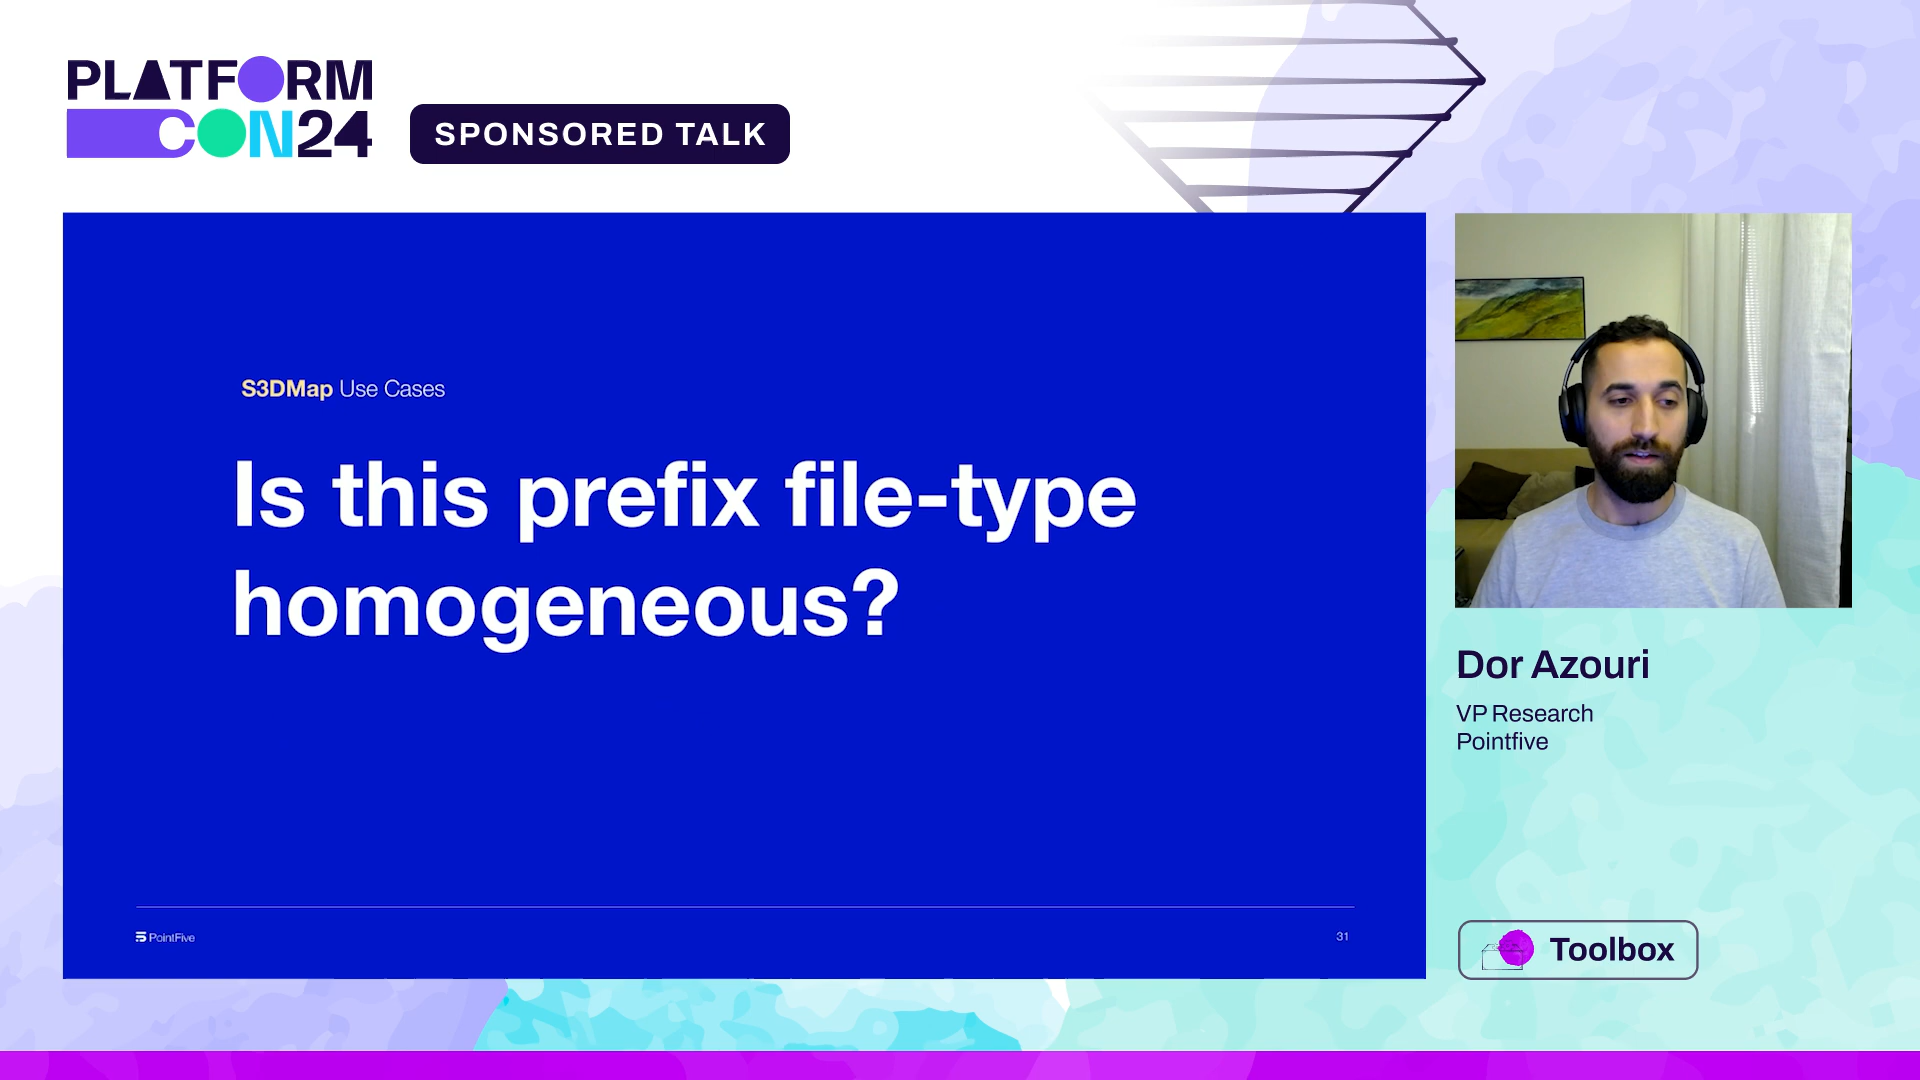 PLATFORM
CON24
SPONSORED TALK
S3DMap Use Cases
Is this prefix file-type
homogeneous?
PointFive
31
Dor Azouri
VP Research
Pointfive
Toolbox